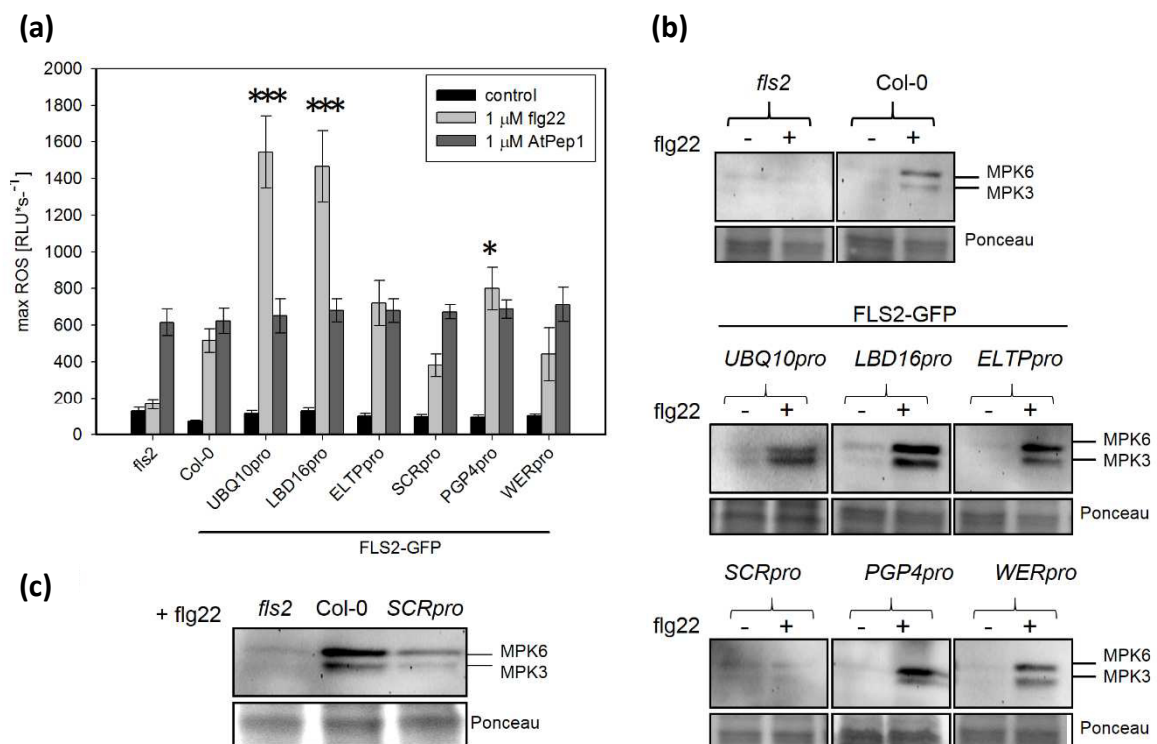 (a)
2000
1800
1600
1400
1200
1000
800
600
400
200
0
max ROS [RLU*s-¹]
control
1 μM flg22
1 μM AtPep1
***
***
*
fls2
Col-0
UBQ10pro
LBD16pro
ELTPpro
SCRpro
PGP4pro
WERpro
FLS2-GFP
(b)
fls2 Col-0
flg22 - + - +
MPK6
MPK3
Ponceau
FLS2-GFP
UBQ10pro LBD16pro ELTPpro
flg22 - + - + - +
MPK6
MPK3
Ponceau
SCRpro PGP4pro WERpro
flg22 - + - + - +
MPK6
MPK3
Ponceau
(c)
+ flg22 fls2 Col-0 SCRpro
MPK6
MPK3
Ponceau